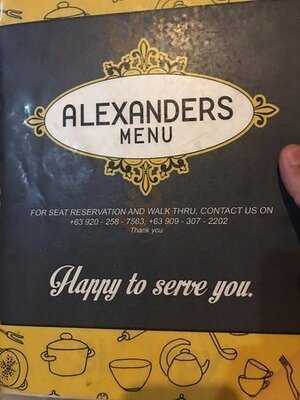 ALEXANDERS
MENU
FOR SEAT RESERVATION AND WALK THRU, CONTACT US ON
+63 920 - 258 - 7563, +63 909 - 307 - 2202
Thank you
Happy to serve you.